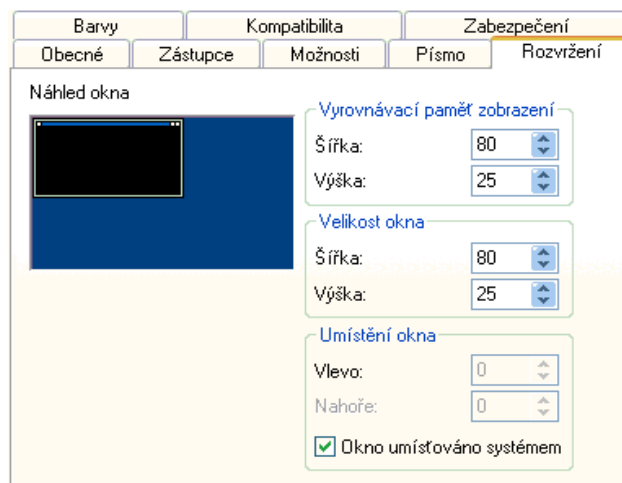 Barvy Kompatibilita Zabezpečení
Obecné Zástupce Možnosti Písmo Rozvržení
Náhled okna
Vyrovnávací paměť zobrazení
Šířka: 80
Výška: 25
Velikost okna
Šířka: 80
Výška: 25
Umístění okna
Vlevo: 0
Nahoře: 0
Okno umísťováno systémem